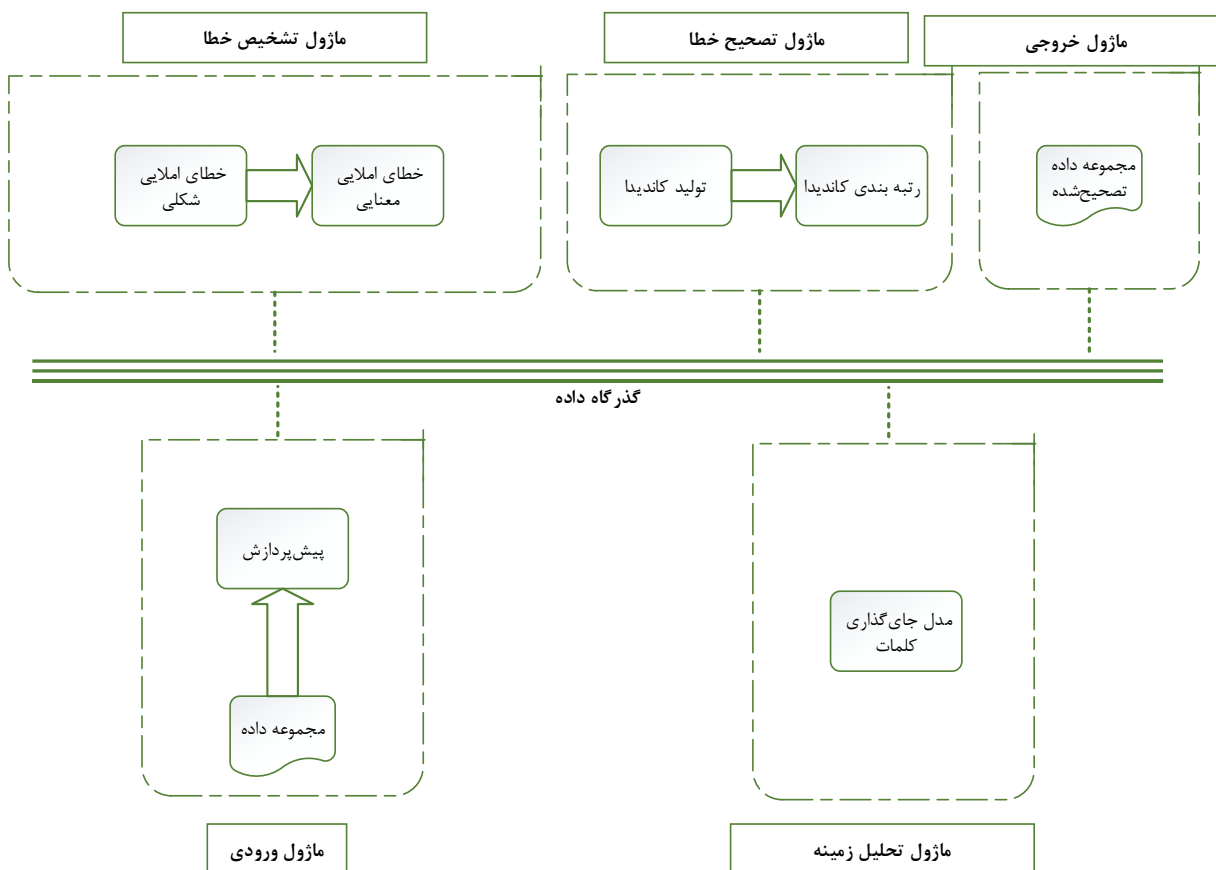 ماژول خروجی
ماژول تصحیح خطا
ماژول تشخیص خطا
مجموعه داده
تصحیح‌شده
رتبه بندی کاندیدا
تولید کاندیدا
خطای املایی
معنایی
خطای املایی
شکلی
گذرگاه داده
پیش‌پردازش
مجموعه داده
مدل جای‌گذاری
کلمات
ماژول تحلیل زمینه
ماژول ورودی